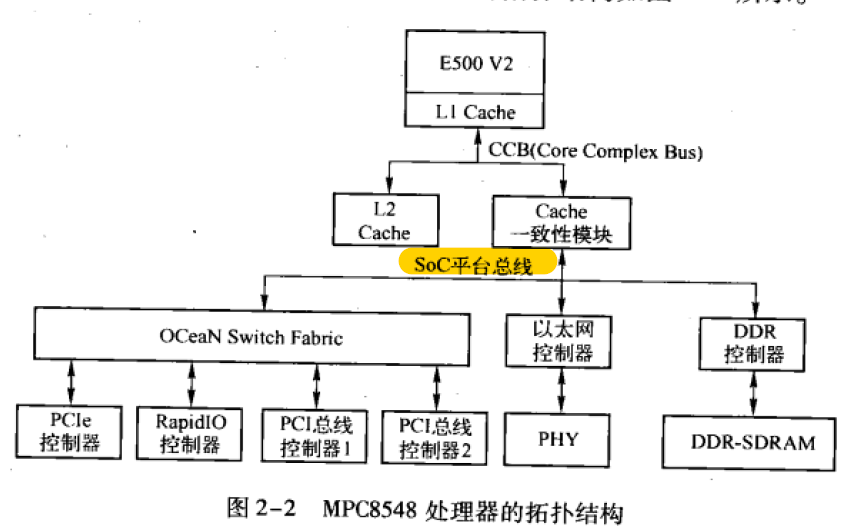 所示。
E500 V2
L1 Cache
CCB(Core Complex Bus)
L2
Cache
Cache
一致性模块
SoC平台总线
OCeaN Switch Fabric
以太网
控制器
DDR
控制器
PCIe
控制器
RapidIO
控制器
PCI总线
控制器1
PCI总线
控制器2
PHY
DDR-SDRAM
图 2-2 MPC8548 处理器的拓扑结构